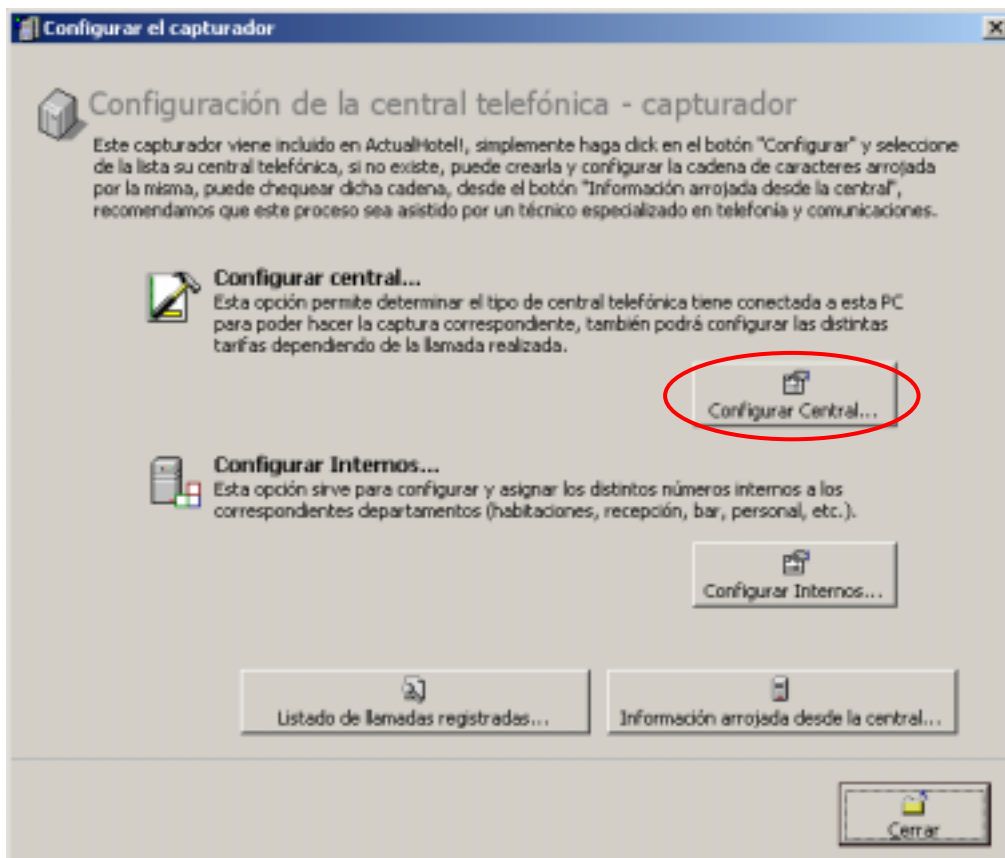 Configurar el capturador
Configuración de la central telefónica - capturador
Este capturador viene incluido en ActualHotel!, simplemente haga click en el botón "Configurar" y seleccione
de la lista su central telefónica, si no existe, puede crearla y configurar la cadena de caracteres arrojada
por la misma, puede chequear dicha cadena, desde el botón "Información arrojada desde la central",
recomendamos que este proceso sea asistido por un técnico especializado en telefonía y comunicaciones.
Configurar central...
Esta opción permite determinar el tipo de central telefónica tiene conectada a esta PC
para poder hacer la captura correspondiente, también podrá configurar las distintas
tarifas dependiendo de la llamada realizada.
Configurar Central...
Configurar Internos...
Esta opción sirve para configurar y asignar los distintos números internos a los
correspondientes departamentos (habitaciones, recepción, bar, personal, etc.).
Configurar Internos...
Listado de llamadas registradas...
Información arrojada desde la central...
Cerrar